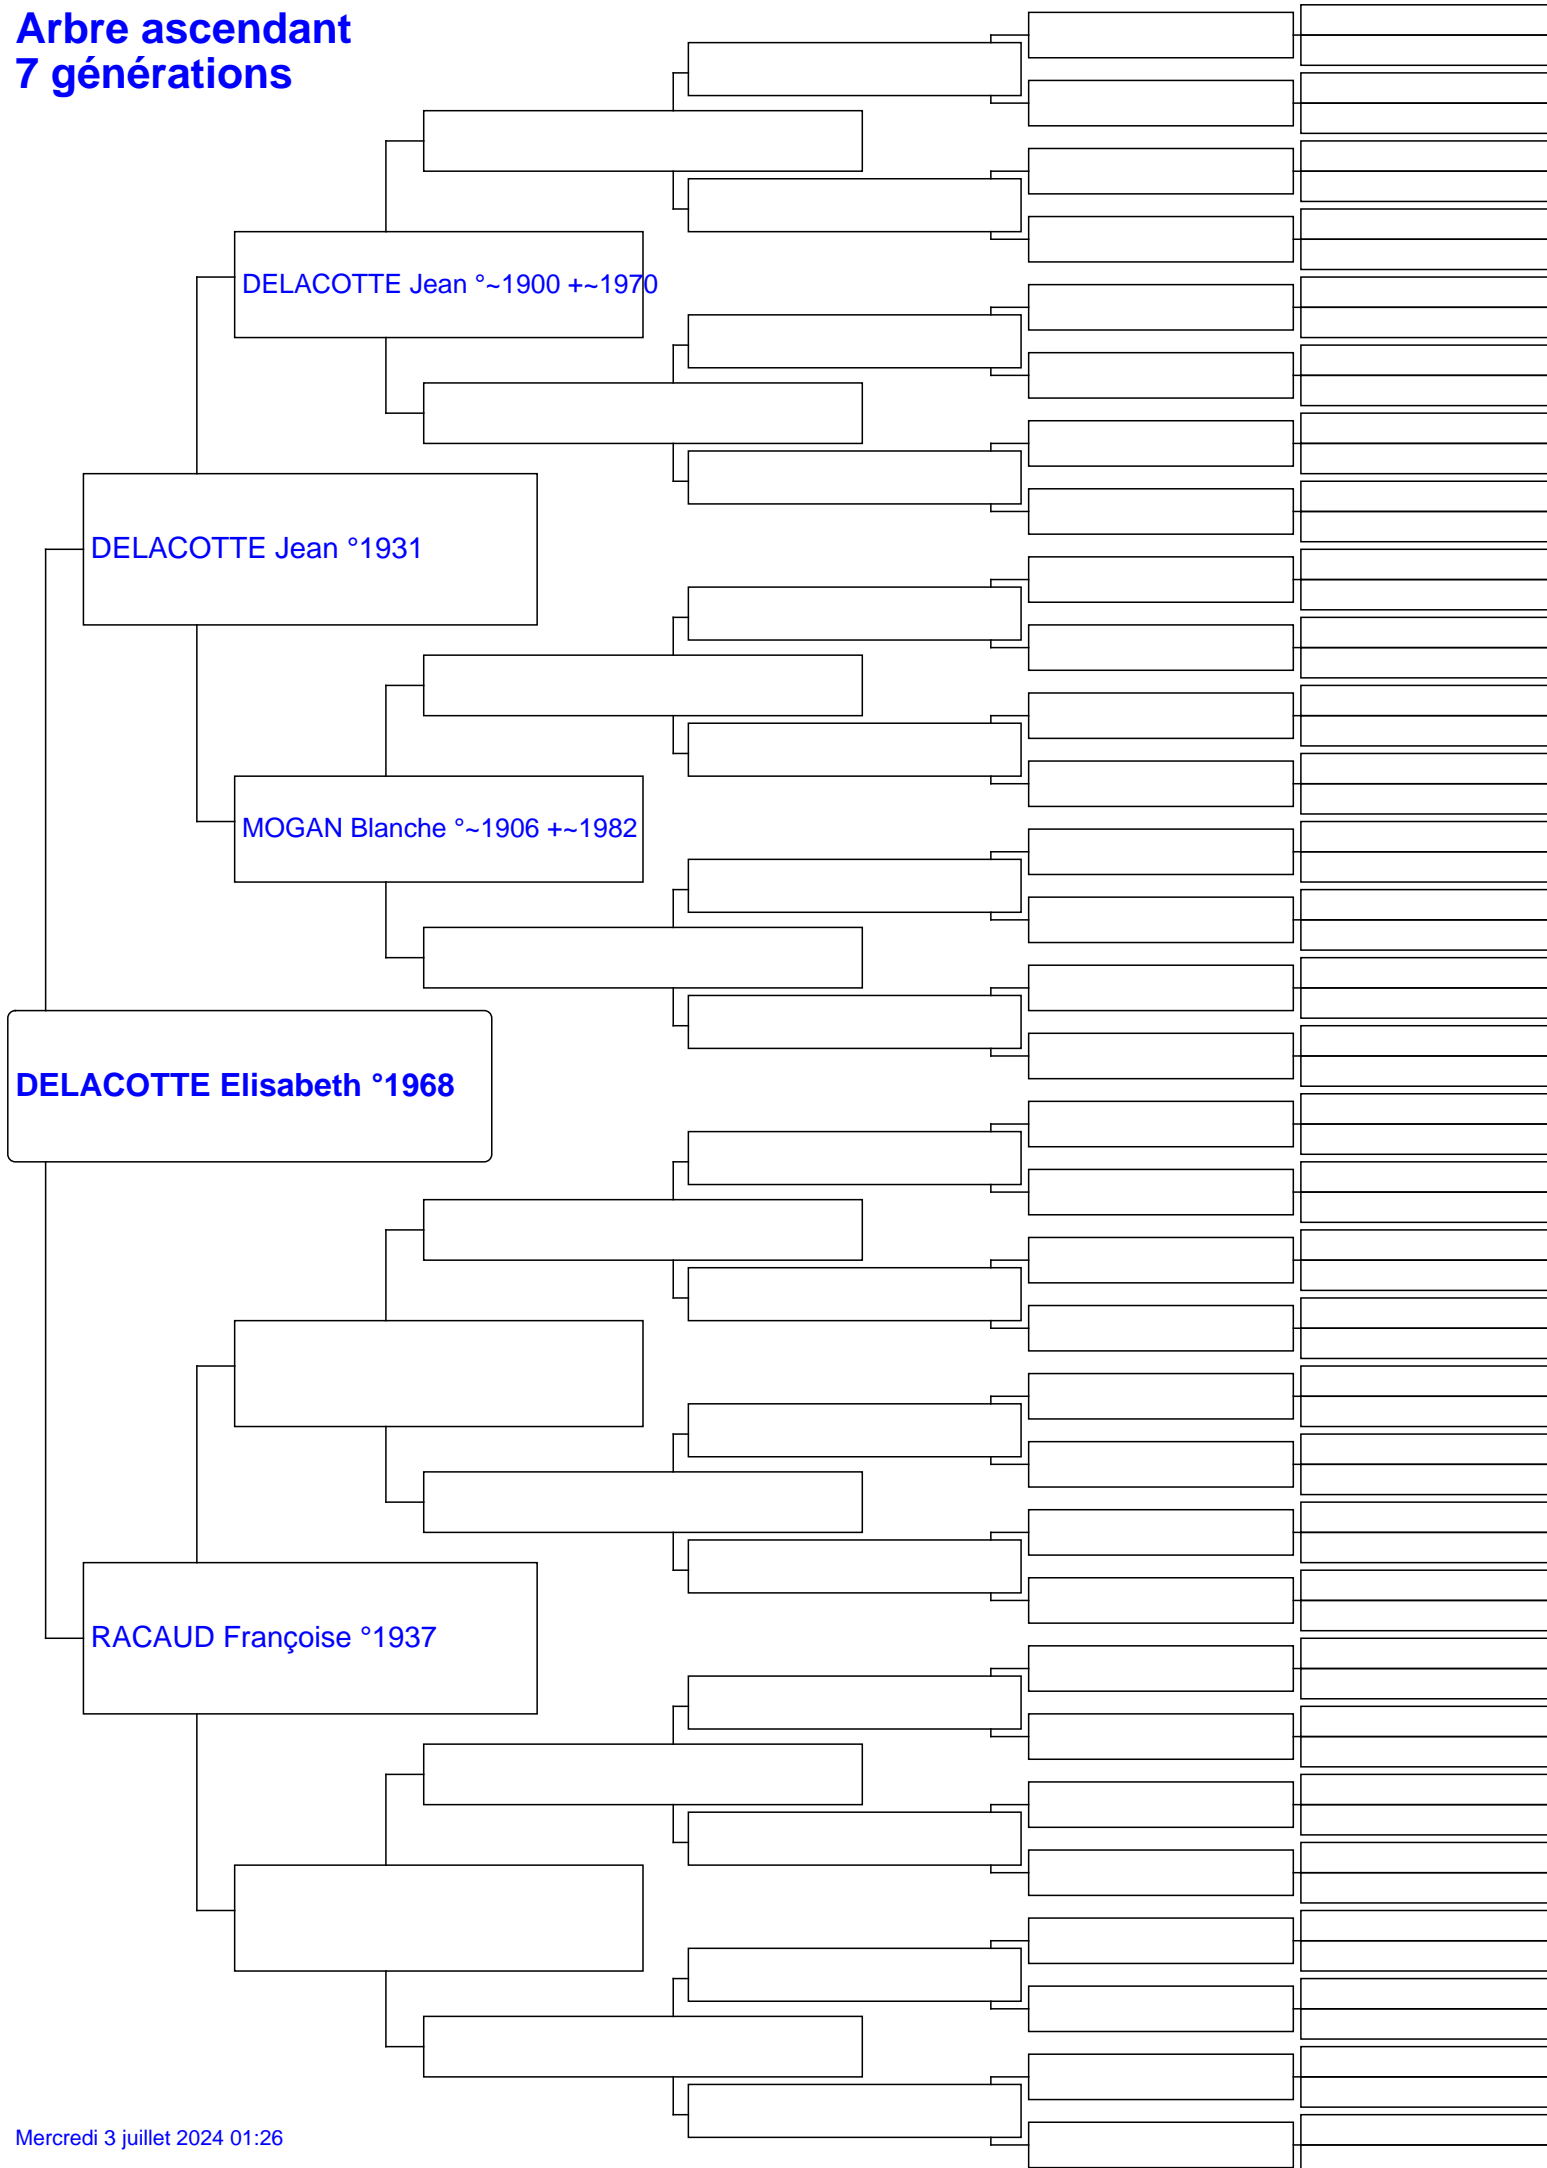 Arbre ascendant
7 générations
DELACOTTE Jean °~1900 +~1970
DELACOTTE Jean °1931
MOGAN Blanche °~1906 +~1982
DELACOTTE Elisabeth °1968
RACAUD Françoise °1937
Mercredi 3 juillet 2024 01:26